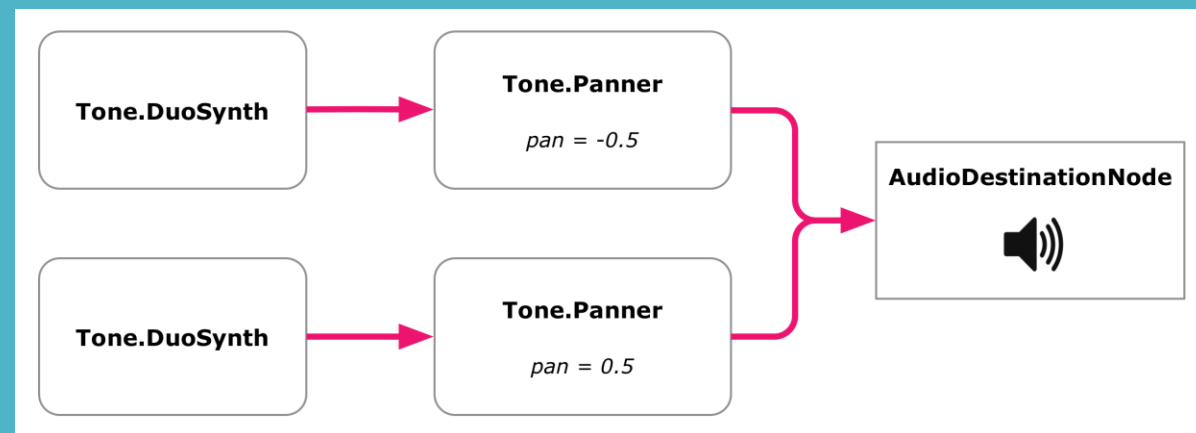 Tone.DuoSynth
Tone.Panner
pan = -0.5
AudioDestinationNode
Tone.DuoSynth
Tone.Panner
pan = 0.5